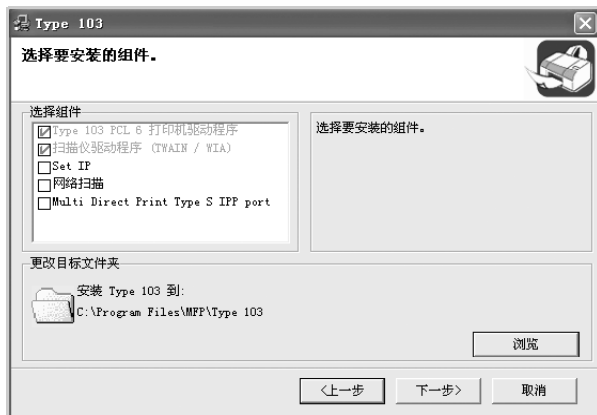 Type 103
选择要安装的组件。
选择组件
Type 103 PCL 6 打印机驱动程序
扫描仪驱动程序 (TWAIN / WIA)
Set IP
网络扫描
Multi Direct Print Type S IPP port
选择要安装的组件。
更改目标文件夹
安装 Type 103 到:
C:\Program Files\MFP\Type 103
浏览
<上一步
下一步>
取消